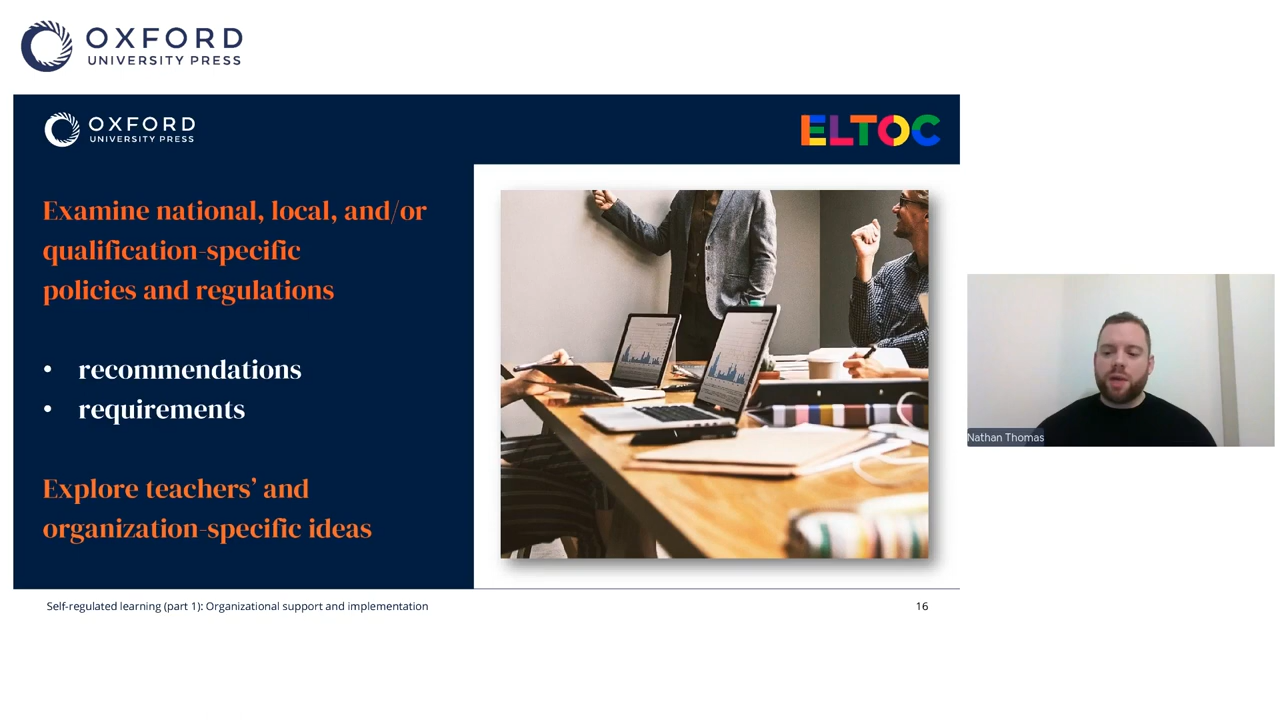 OXFORD
UNIVERSITY PRESS
OXFORD
UNIVERSITY PRESS
ELTOC
Examine national, local, and/or
qualification-specific
policies and regulations
• recommendations
• requirements
Explore teachers’ and
organization-specific ideas
Nathan Thomas
Self-regulated learning (part 1): Organizational support and implementation
16